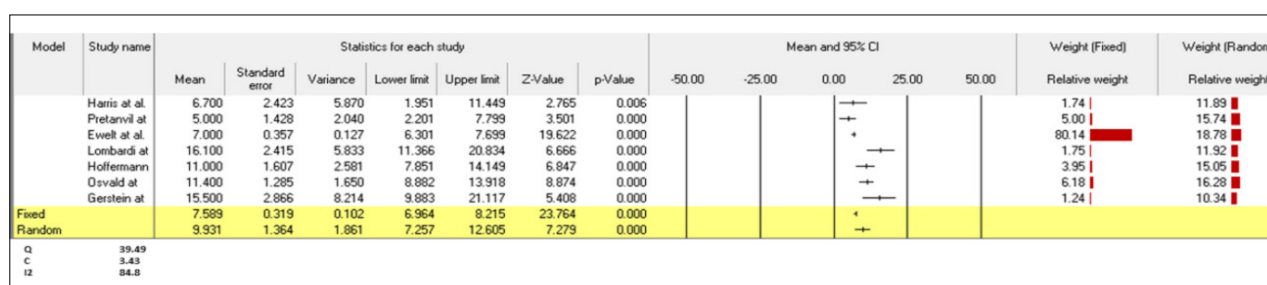 Model Study name Statistics for each study Mean and 95% CI Weight (Fixed) Weight (Random
Mean Standard error Variance Lower limit Upper limit Z-Value p-Value -50.00 -25.00 0.00 25.00 50.00 Relative weight Relative weight
Harris at al. 6.700 2.423 5.870 1.951 11.449 2.765 0.006 1.74 11.89
Pretanvil at 5.000 1.428 2.040 2.201 7.799 3.501 0.000 5.00 15.74
Ewelt at al. 7.000 0.357 0.127 6.301 7.699 19.622 0.000 80.14 18.78
Lombardi at 16.100 2.415 5.833 11.366 20.834 6.666 0.000 1.75 11.92
Hoffermann 11.000 1.607 2.581 7.851 14.149 6.847 0.000 3.95 15.05
Osvald at 11.400 1.285 1.650 8.882 13.918 8.874 0.000 6.18 16.28
Gerstein at 15.500 2.866 8.214 9.883 21.117 5.408 0.000 1.24 10.34
Fixed 7.589 0.319 0.102 6.964 8.215 23.764 0.000
Random 9.931 1.364 1.861 7.257 12.605 7.279 0.000
Q 39.49
C 3.43
I2 84.8